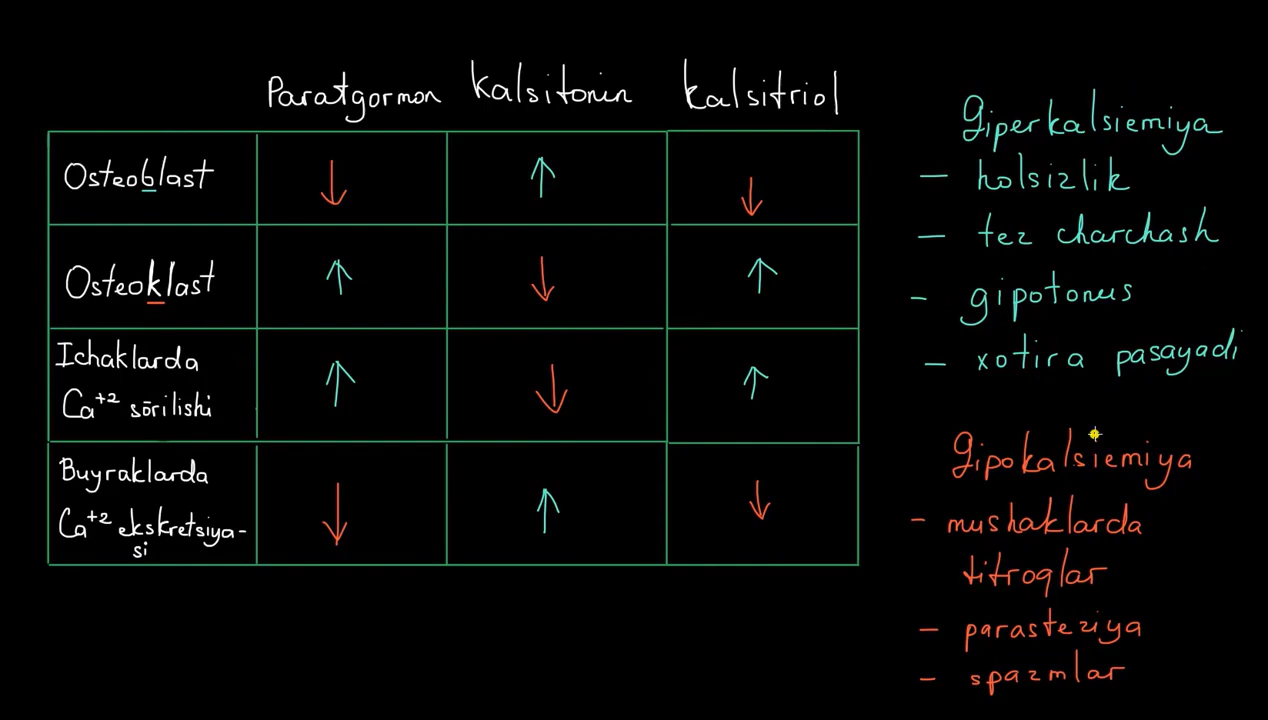 Paratgormon Kalsitonin Kalsitriol
Osteoblast ↓ ↑ ↓
Osteoklast ↑ ↓ ↑
Ichaklarda
Ca⁺² sōrilishi ↑ ↓ ↑
Buyraklarda
Ca⁺² ekskretsiya-
si ↓ ↑ ↓
Giperkalsiemiya
— holsizlik
— tez charchash
- gipotonus
- xotira pasayadi
Gipokalsiemiya
- mushaklarda
titroqlar
- parasteziya
- spazmlar